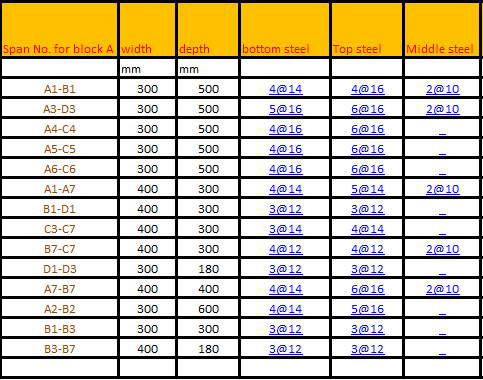 Span No. for block A width depth bottom steel Top steel Middle steel
mm mm
A1-B1 300 500 4@14 4@16 2@10
A3-D3 300 500 5@16 6@16 2@10
A4-C4 300 500 4@16 6@16 _
A5-C5 300 500 4@16 6@16 _
A6-C6 300 500 4@16 6@16 _
A1-A7 400 300 4@14 5@14 2@10
B1-D1 400 300 3@12 3@12 _
C3-C7 400 300 3@14 4@14 _
B7-C7 400 300 4@12 4@12 2@10
D1-D3 300 180 3@12 3@12 _
A7-B7 400 400 4@14 6@16 2@10
A2-B2 300 600 4@14 5@16 _
B1-B3 300 300 3@12 3@12 _
B3-B7 400 180 3@12 3@12 _